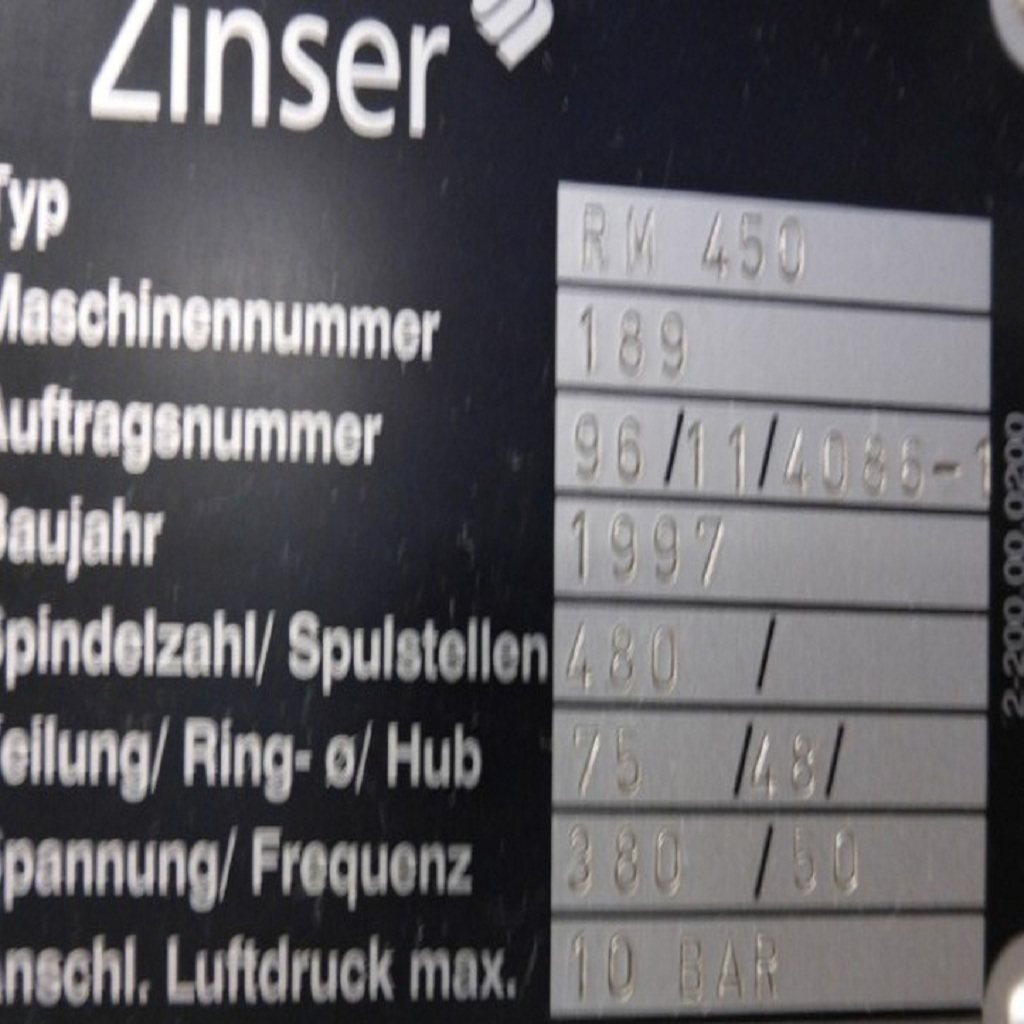 Zinser
Typ RM 450
Maschinennummer 189
Auftragsnummer 96/11/4086-1
Baujahr 1997
Spindelzahl/ Spulstellen 480 /
Teilung/ Ring- ø/ Hub 75 /48/
Spannung/ Frequenz 380 /50
Anschl. Luftdruck max. 10 BAR
2-200.00.0200